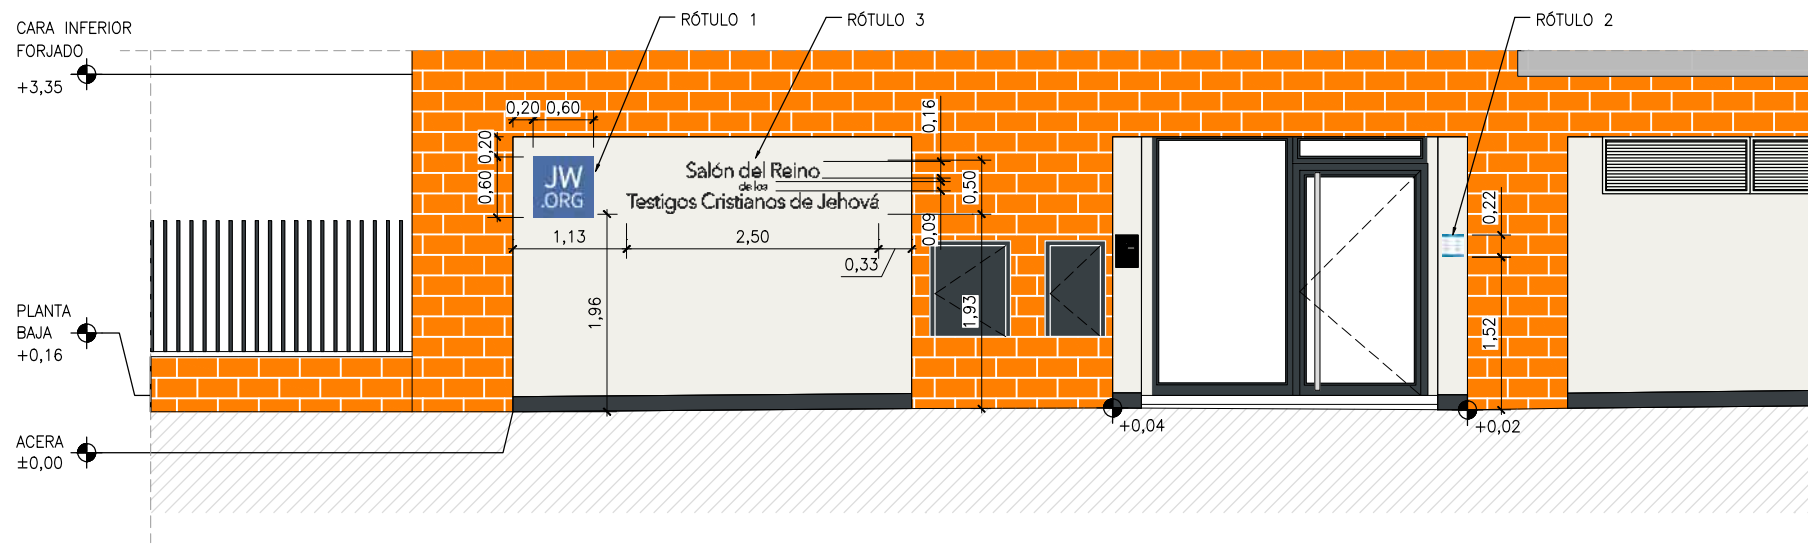 CARA INFERIOR
FORJADO
+3,35
RÓTULO 1
RÓTULO 3
RÓTULO 2
0,20 0,60
0,20
0,60
JW
.ORG
Salón del Reino
de los
Testigos Cristianos de Jehová
0,16
0,50
0,09
1,13
2,50
0,33
1,96
1,93
0,22
1,52
PLANTA
BAJA
+0,16
ACERA
±0,00
+0,04
+0,02